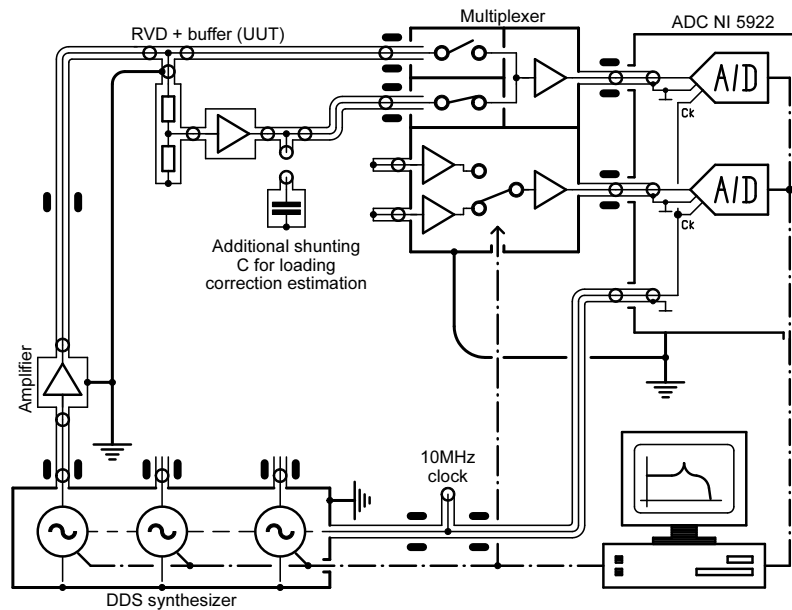 Multiplexer
ADC NI 5922
RVD + buffer (UUT)
A/D
Ck
A/D
Ck
Additional shunting
C for loading
correction estimation
Amplifier
10MHz
clock
DDS synthesizer